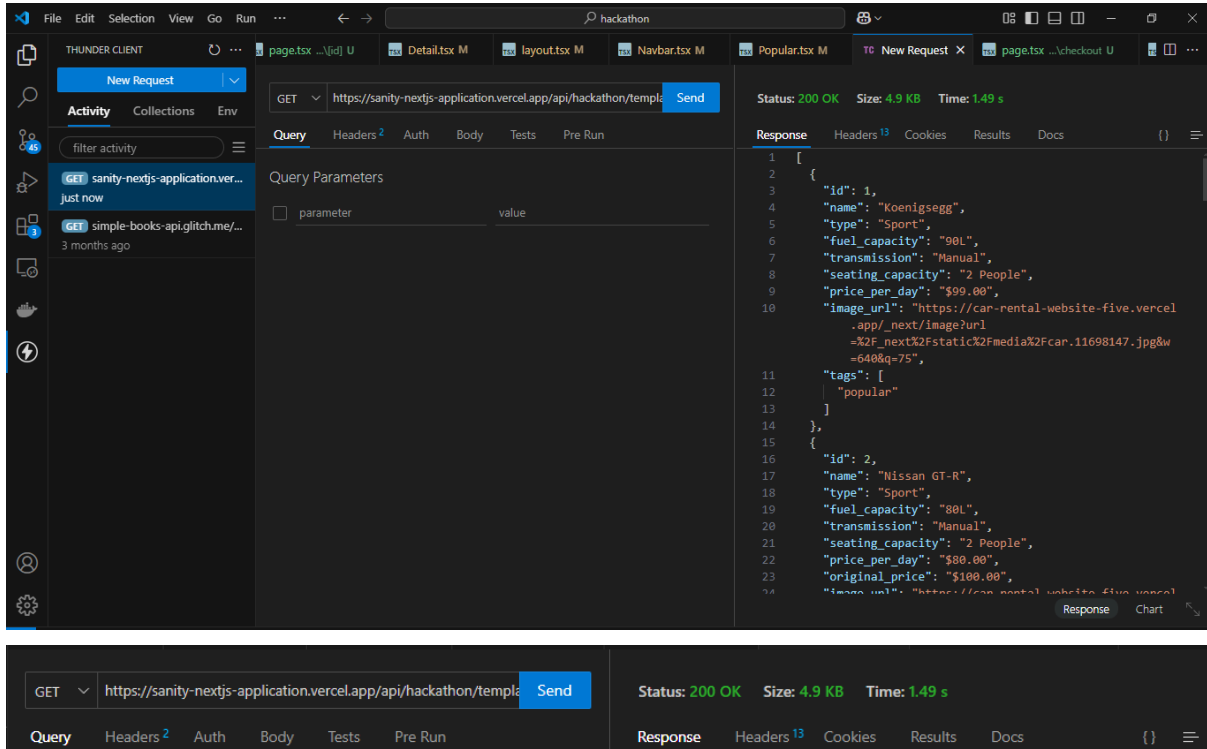 File Edit Selection View Go Run ··· hackathon
THUNDER CLIENT
page.tsx ...\[id] U Detail.tsx M layout.tsx M Navbar.tsx M Popular.tsx M TC New Request page.tsx ...\checkout U
New Request
Activity Collections Env
filter activity
GET sanity-nextjs-application.ver...
just now
GET simple-books-api.glitch.me/...
3 months ago
45
3
GET https://sanity-nextjs-application.vercel.app/api/hackathon/templa Send
Query Headers 2 Auth Body Tests Pre Run
Query Parameters
parameter value
Status: 200 OK Size: 4.9 KB Time: 1.49 s
Response Headers 13 Cookies Results Docs {}
1 [
2 {
3 "id": 1,
4 "name": "Koenigsegg",
5 "type": "Sport",
6 "fuel_capacity": "90L",
7 "transmission": "Manual",
8 "seating_capacity": "2 People",
9 "price_per_day": "$99.00",
10 "image_url": "https://car-rental-website-five.vercel
.app/_next/image?url
=%2F_next%2Fstatic%2Fmedia%2Fcar.11698147.jpg&w
=640&q=75",
11 "tags": [
12 "popular"
13 ]
14 },
15 {
16 "id": 2,
17 "name": "Nissan GT-R",
18 "type": "Sport",
19 "fuel_capacity": "80L",
20 "transmission": "Manual",
21 "seating_capacity": "2 People",
22 "price_per_day": "$80.00",
23 "original_price": "$100.00",
24 "image_url": "https://car-rental-website-five.vercel
Response Chart
GET https://sanity-nextjs-application.vercel.app/api/hackathon/templa Send
Status: 200 OK Size: 4.9 KB Time: 1.49 s
Query Headers 2 Auth Body Tests Pre Run
Response Headers 13 Cookies Results Docs {}